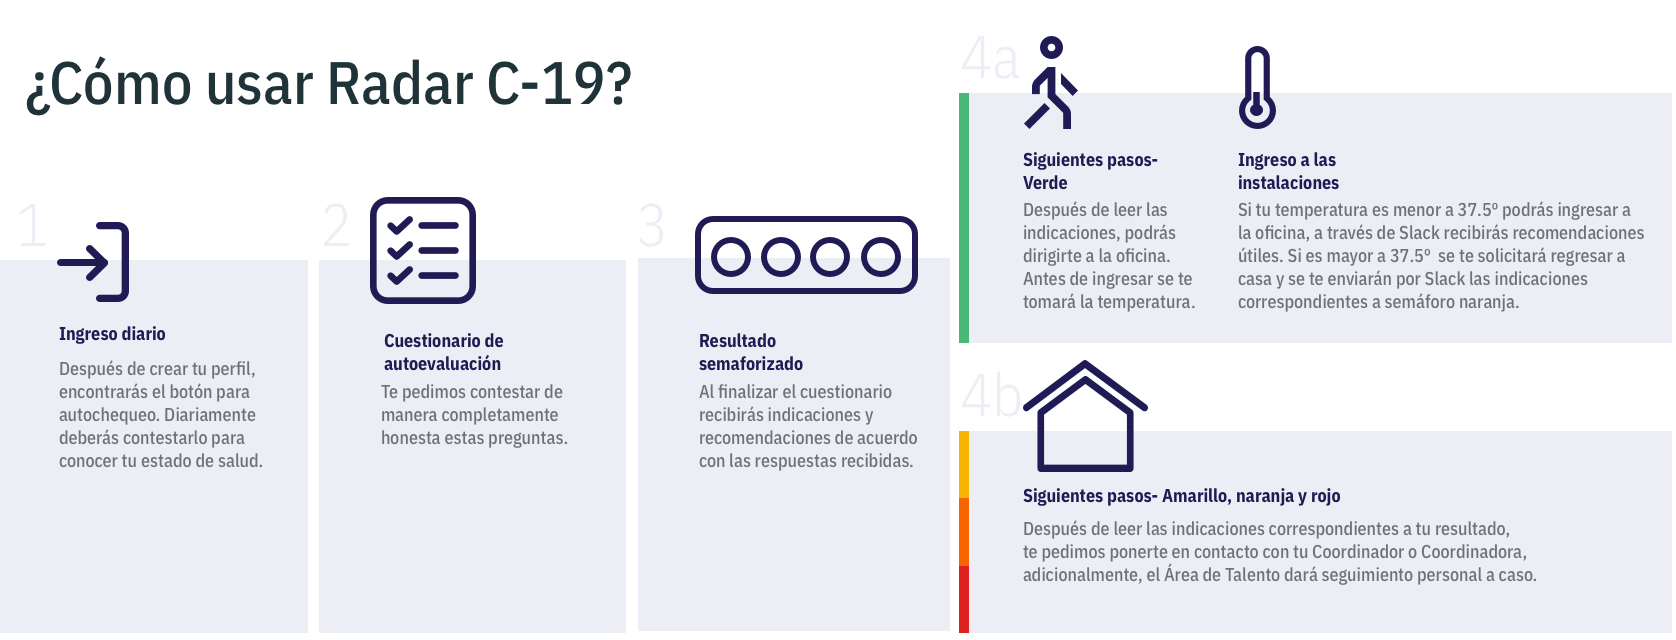 ¿Cómo usar Radar C-19?
1
Ingreso diario
Después de crear tu perfil,
encontrarás el botón para
autochequeo. Diariamente
deberás contestarlo para
conocer tu estado de salud.
2
Cuestionario de
autoevaluación
Te pedimos contestar de
manera completamente
honesta estas preguntas.
3
Resultado
semaforizado
Al finalizar el cuestionario
recibirás indicaciones y
recomendaciones de acuerdo
con las respuestas recibidas.
4a
Siguientes pasos-
Verde
Después de leer las
indicaciones, podrás
dirigirte a la oficina.
Antes de ingresar se te
tomará la temperatura.
Ingreso a las
instalaciones
Si tu temperatura es menor a 37.5º podrás ingresar a
la oficina, a través de Slack recibirás recomendaciones
útiles. Si es mayor a 37.5º  se te solicitará regresar a
casa y se te enviarán por Slack las indicaciones
correspondientes a semáforo naranja.
4b
Siguientes pasos- Amarillo, naranja y rojo
Después de leer las indicaciones correspondientes a tu resultado,
te pedimos ponerte en contacto con tu Coordinador o Coordinadora,
adicionalmente, el Área de Talento dará seguimiento personal a caso.